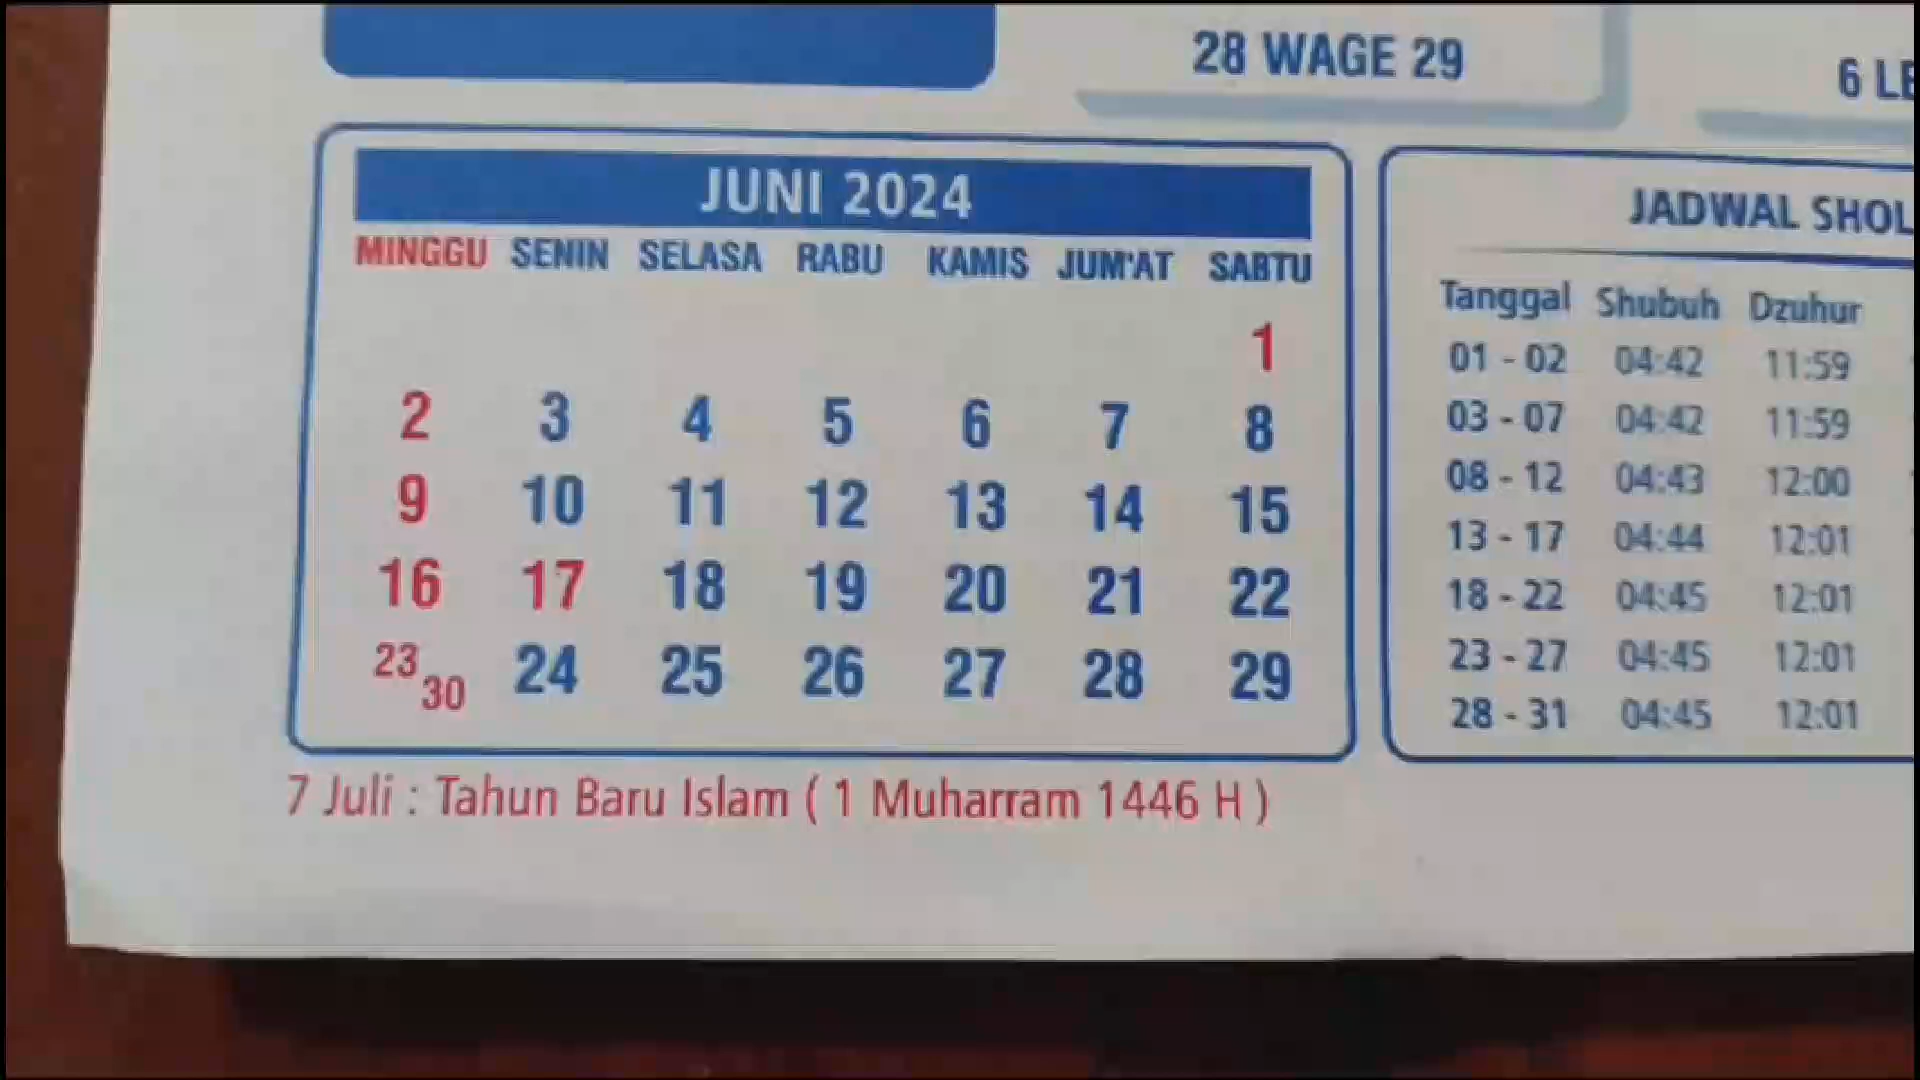 28 WAGE 29
6 LE
JUNI 2024
MINGGU SENIN SELASA RABU KAMIS JUM'AT SABTU
1
2 3 4 5 6 7 8
9 10 11 12 13 14 15
16 17 18 19 20 21 22
23 30 24 25 26 27 28 29
7 Juli : Tahun Baru Islam ( 1 Muharram 1446 H )
JADWAL SHOL
Tanggal Shubuh Dzuhur
01 - 02 04:42 11:59
03 - 07 04:42 11:59
08 - 12 04:43 12:00
13 - 17 04:44 12:01
18 - 22 04:45 12:01
23 - 27 04:45 12:01
28 - 31 04:45 12:01